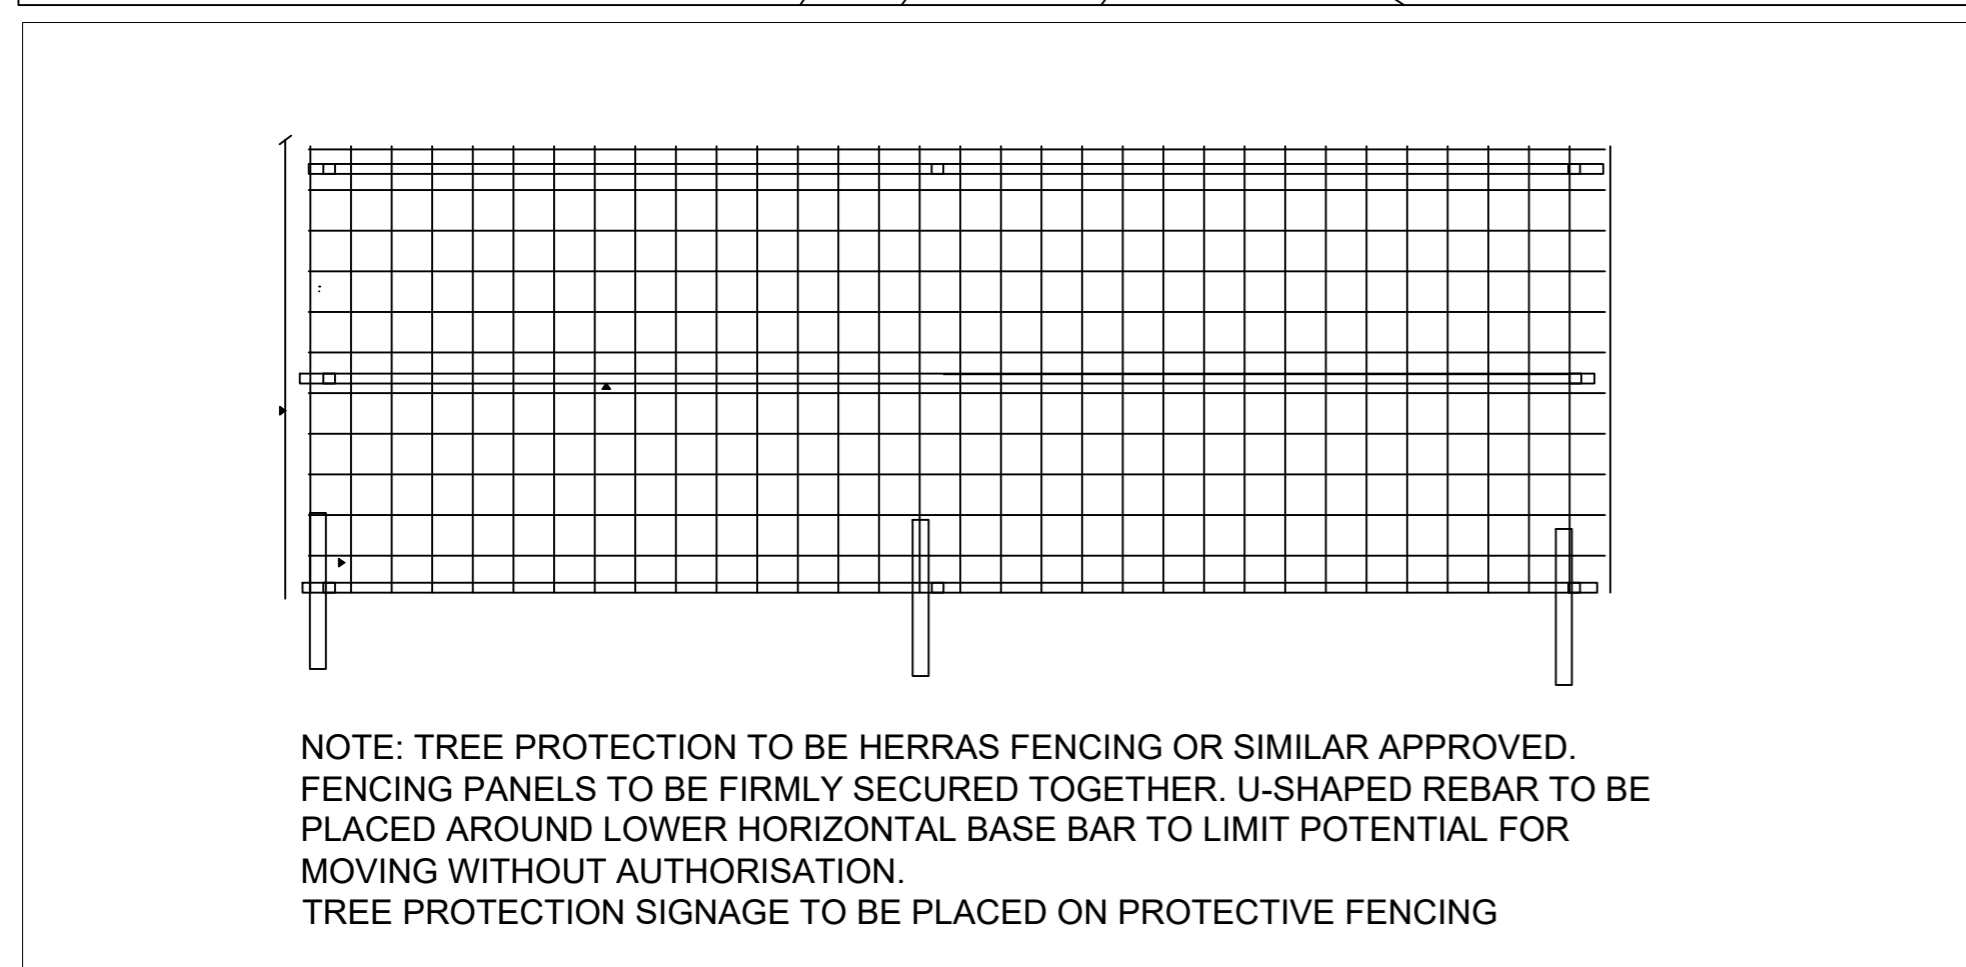 NOTE: TREE PROTECTION TO BE HERRAS FENCING OR SIMILAR APPROVED.
FENCING PANELS TO BE FIRMLY SECURED TOGETHER. U-SHAPED REBAR TO BE
PLACED AROUND LOWER HORIZONTAL BASE BAR TO LIMIT POTENTIAL FOR
MOVING WITHOUT AUTHORISATION.
TREE PROTECTION SIGNAGE TO BE PLACED ON PROTECTIVE FENCING